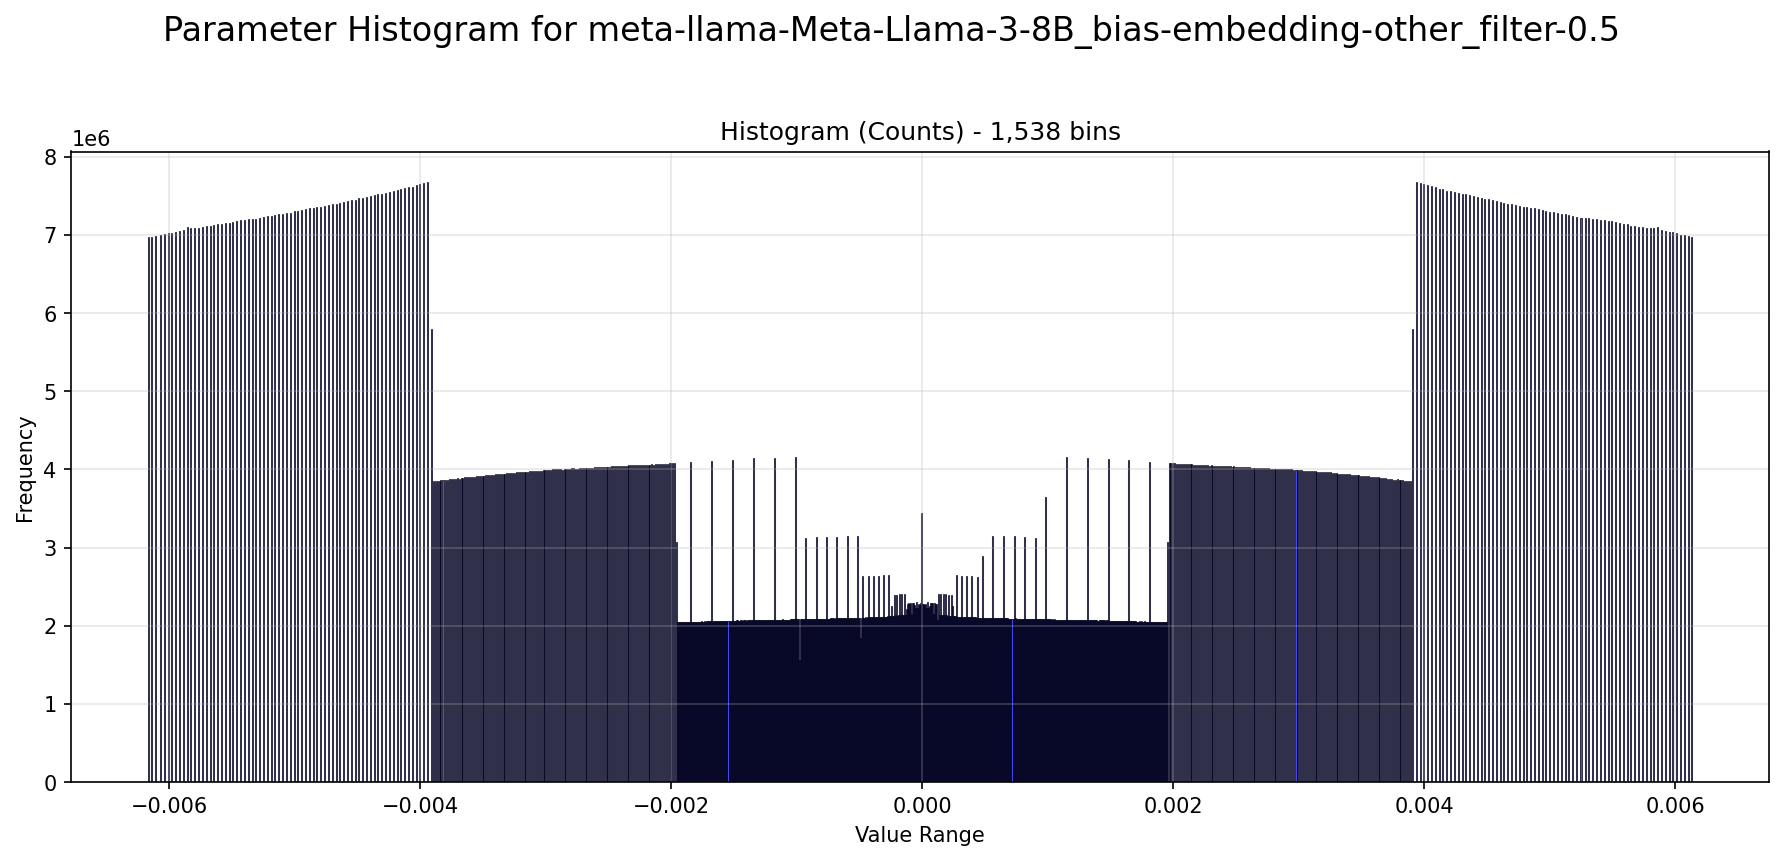 Parameter Histogram for meta-llama-Meta-Llama-3-8B_bias-embedding-other_filter-0.5
Histogram (Counts) - 1,538 bins
1e6
8
7
6
5
4
3
2
1
0
Frequency
−0.006 −0.004 −0.002 0.000 0.002 0.004 0.006
Value Range